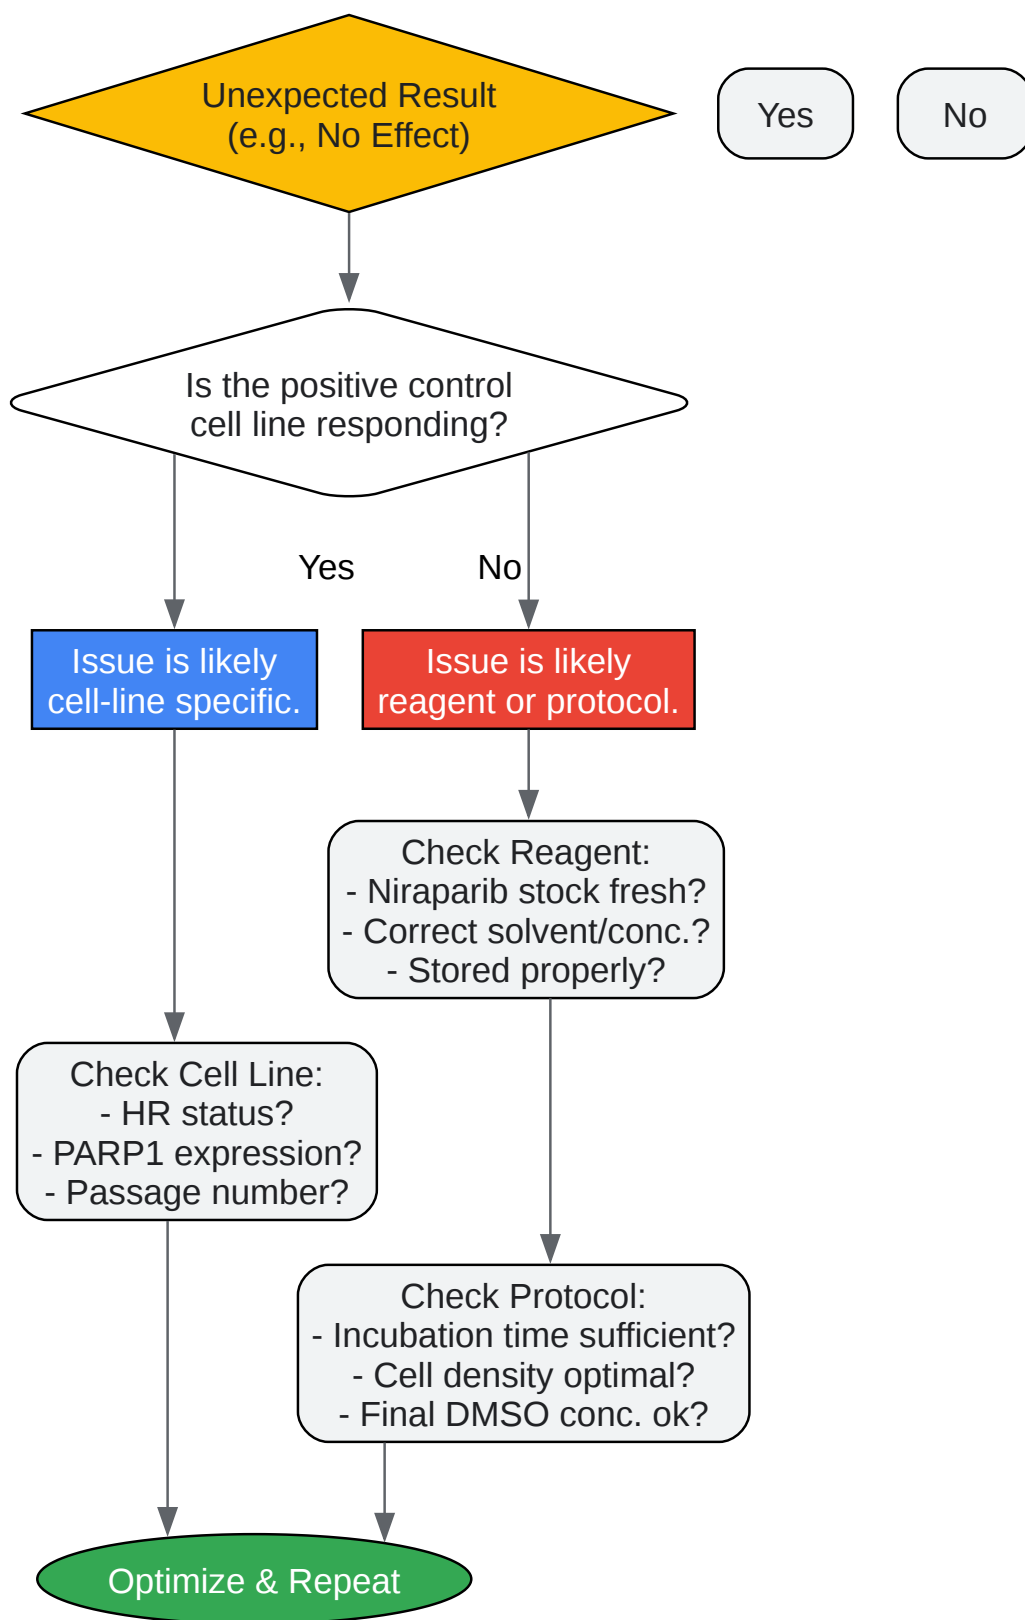 Unexpected Result
(e.g., No Effect)
Yes
No
Is the positive control
cell line responding?
Yes
No
Issue is likely
cell-line specific.
Issue is likely
reagent or protocol.
Check Reagent:
- Niraparib stock fresh?
- Correct solvent/conc.?
- Stored properly?
Check Cell Line:
- HR status?
- PARP1 expression?
- Passage number?
Check Protocol:
- Incubation time sufficient?
- Cell density optimal?
- Final DMSO conc. ok?
Optimize & Repeat